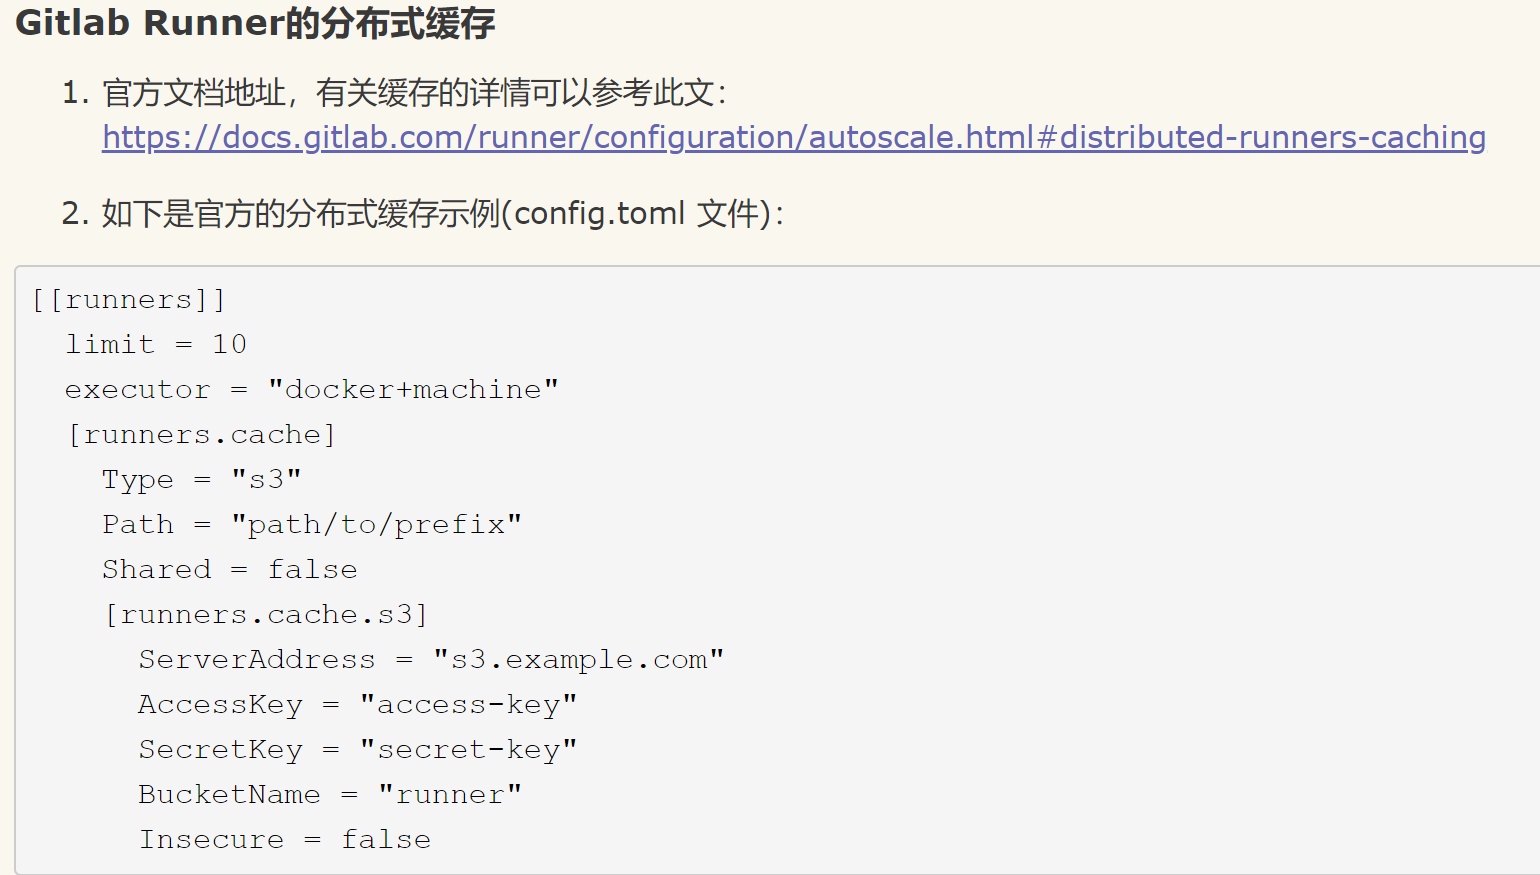 Gitlab Runner的分布式缓存
1. 官方文档地址，有关缓存的详情可以参考此文：
https://docs.gitlab.com/runner/configuration/autoscale.html#distributed-runners-caching
2. 如下是官方的分布式缓存示例(config.toml 文件)：
[[runners]]
  limit = 10
  executor = "docker+machine"
  [runners.cache]
    Type = "s3"
    Path = "path/to/prefix"
    Shared = false
    [runners.cache.s3]
      ServerAddress = "s3.example.com"
      AccessKey = "access-key"
      SecretKey = "secret-key"
      BucketName = "runner"
      Insecure = false